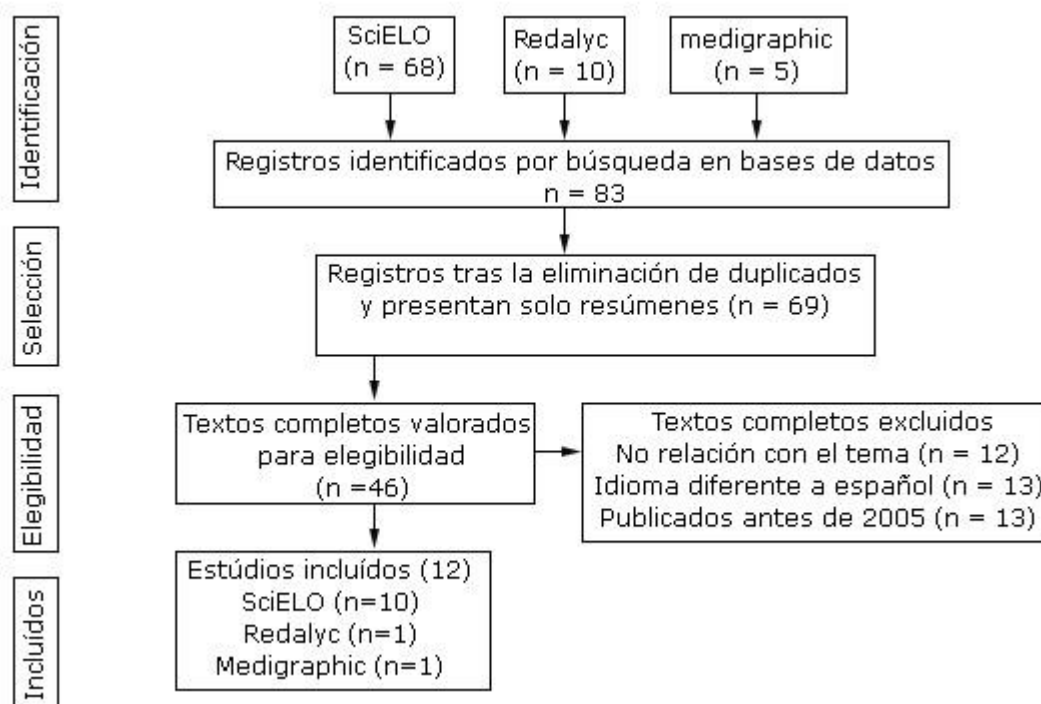 Identificación
SciELO
(n = 68)
Redalyc
(n = 10)
medigraphic
(n = 5)
Registros identificados por búsqueda en bases de datos
n = 83
Selección
Registros tras la eliminación de duplicados
y presentan solo resúmenes (n = 69)
Elegibilidad
Textos completos valorados
para elegibilidad
(n =46)
Textos completos excluidos
No relación con el tema (n = 12)
Idioma diferente a español (n = 13)
Publicados antes de 2005 (n = 13)
Incluídos
Estúdios incluídos (12)
SciELO (n=10)
Redalyc (n=1)
Medigraphic (n=1)